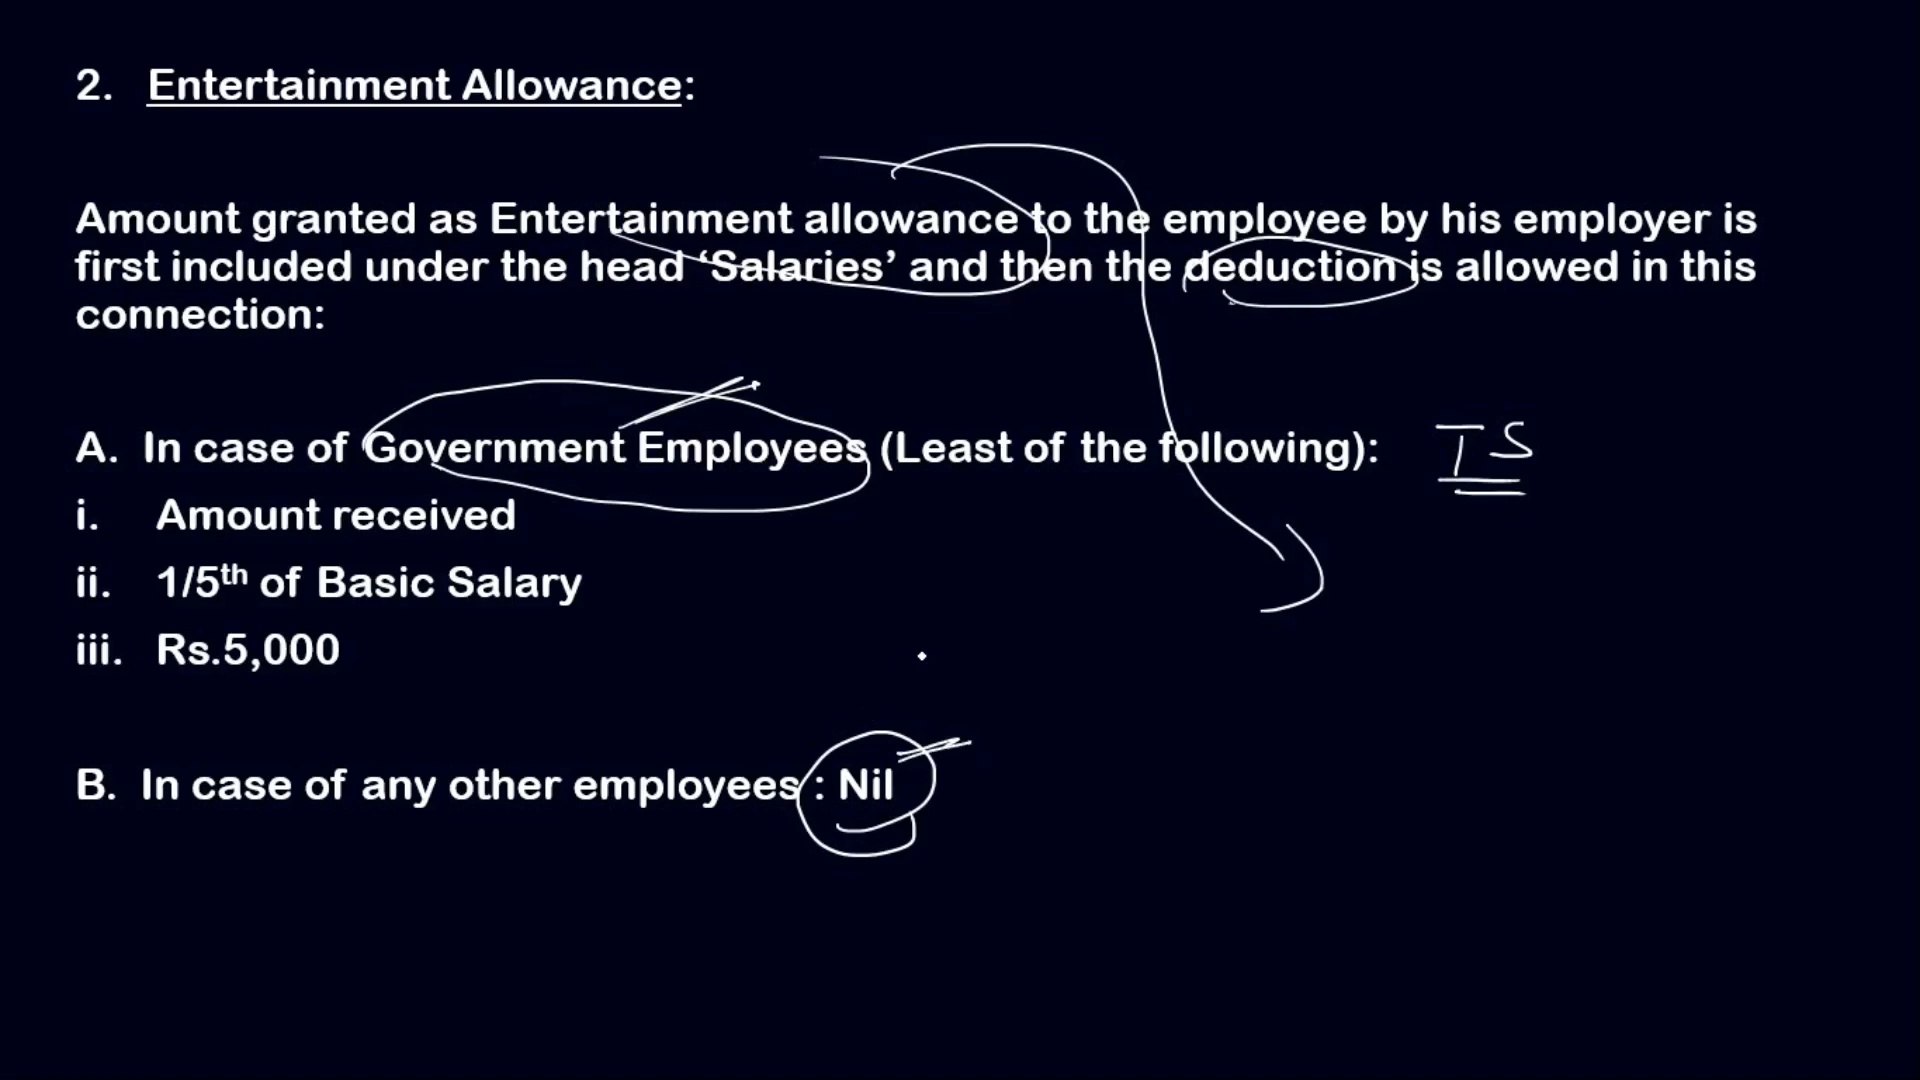 2. Entertainment Allowance:
Amount granted as Entertainment allowance to the employee by his employer is
first included under the head ‘Salaries’ and then the deduction is allowed in this
connection:
A. In case of Government Employees (Least of the following): IS
i. Amount received
ii. 1/5th of Basic Salary
iii. Rs.5,000
B. In case of any other employees : Nil